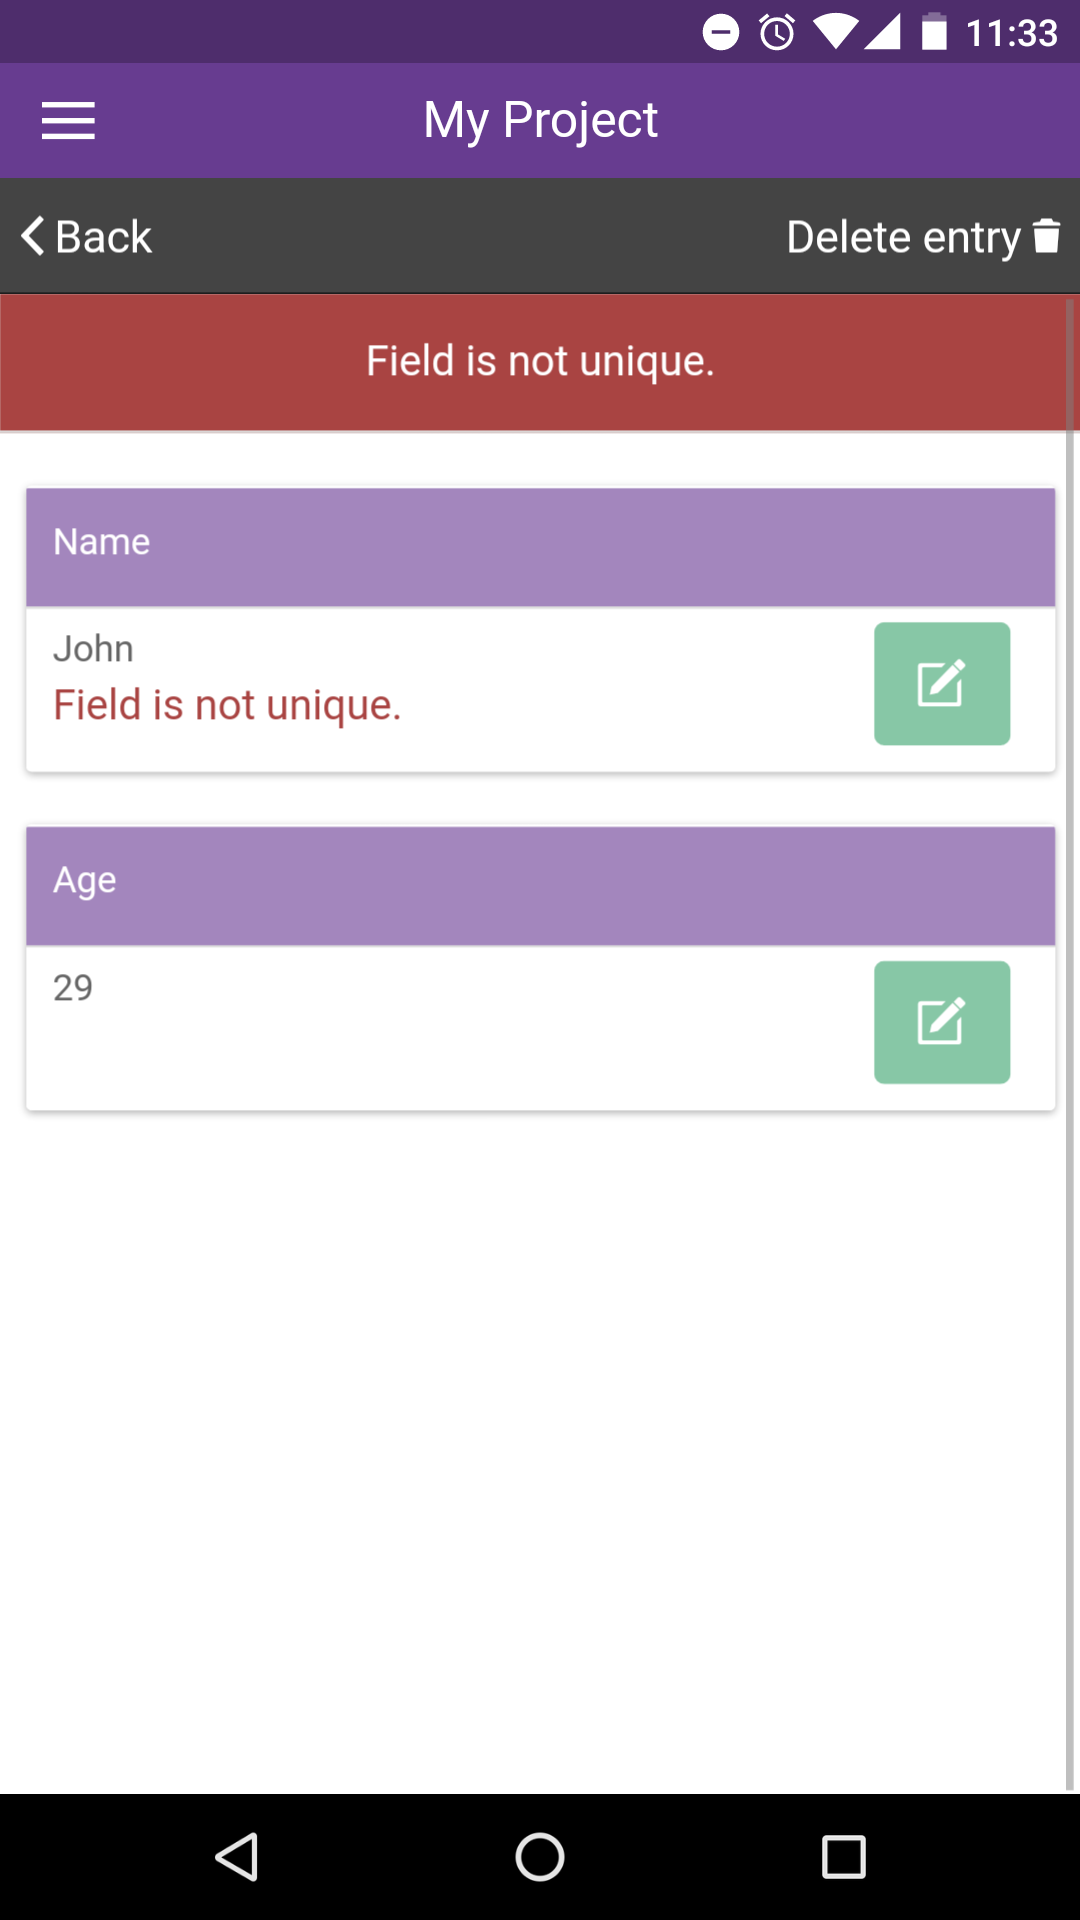 11:33
My Project
Back
Delete entry
Field is not unique.
Name
John
Field is not unique.
Age
29